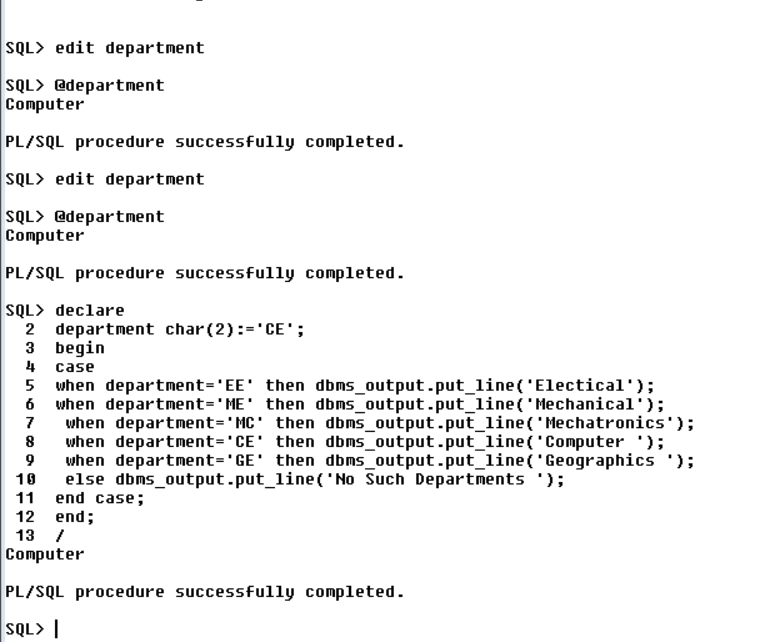 SQL> edit department
SQL> @department
Computer
PL/SQL procedure successfully completed.
SQL> edit department
SQL> @department
Computer
PL/SQL procedure successfully completed.
SQL> declare
2 department char(2):='CE';
3 begin
4 case
5 when department='EE' then dbms_output.put_line('Electical');
6 when department='ME' then dbms_output.put_line('Mechanical');
7 when department='MC' then dbms_output.put_line('Mechatronics');
8 when department='CE' then dbms_output.put_line('Computer ');
9 when department='GE' then dbms_output.put_line('Geographics ');
10 else dbms_output.put_line('No Such Departments ');
11 end case;
12 end;
13 /
Computer
PL/SQL procedure successfully completed.
SQL>